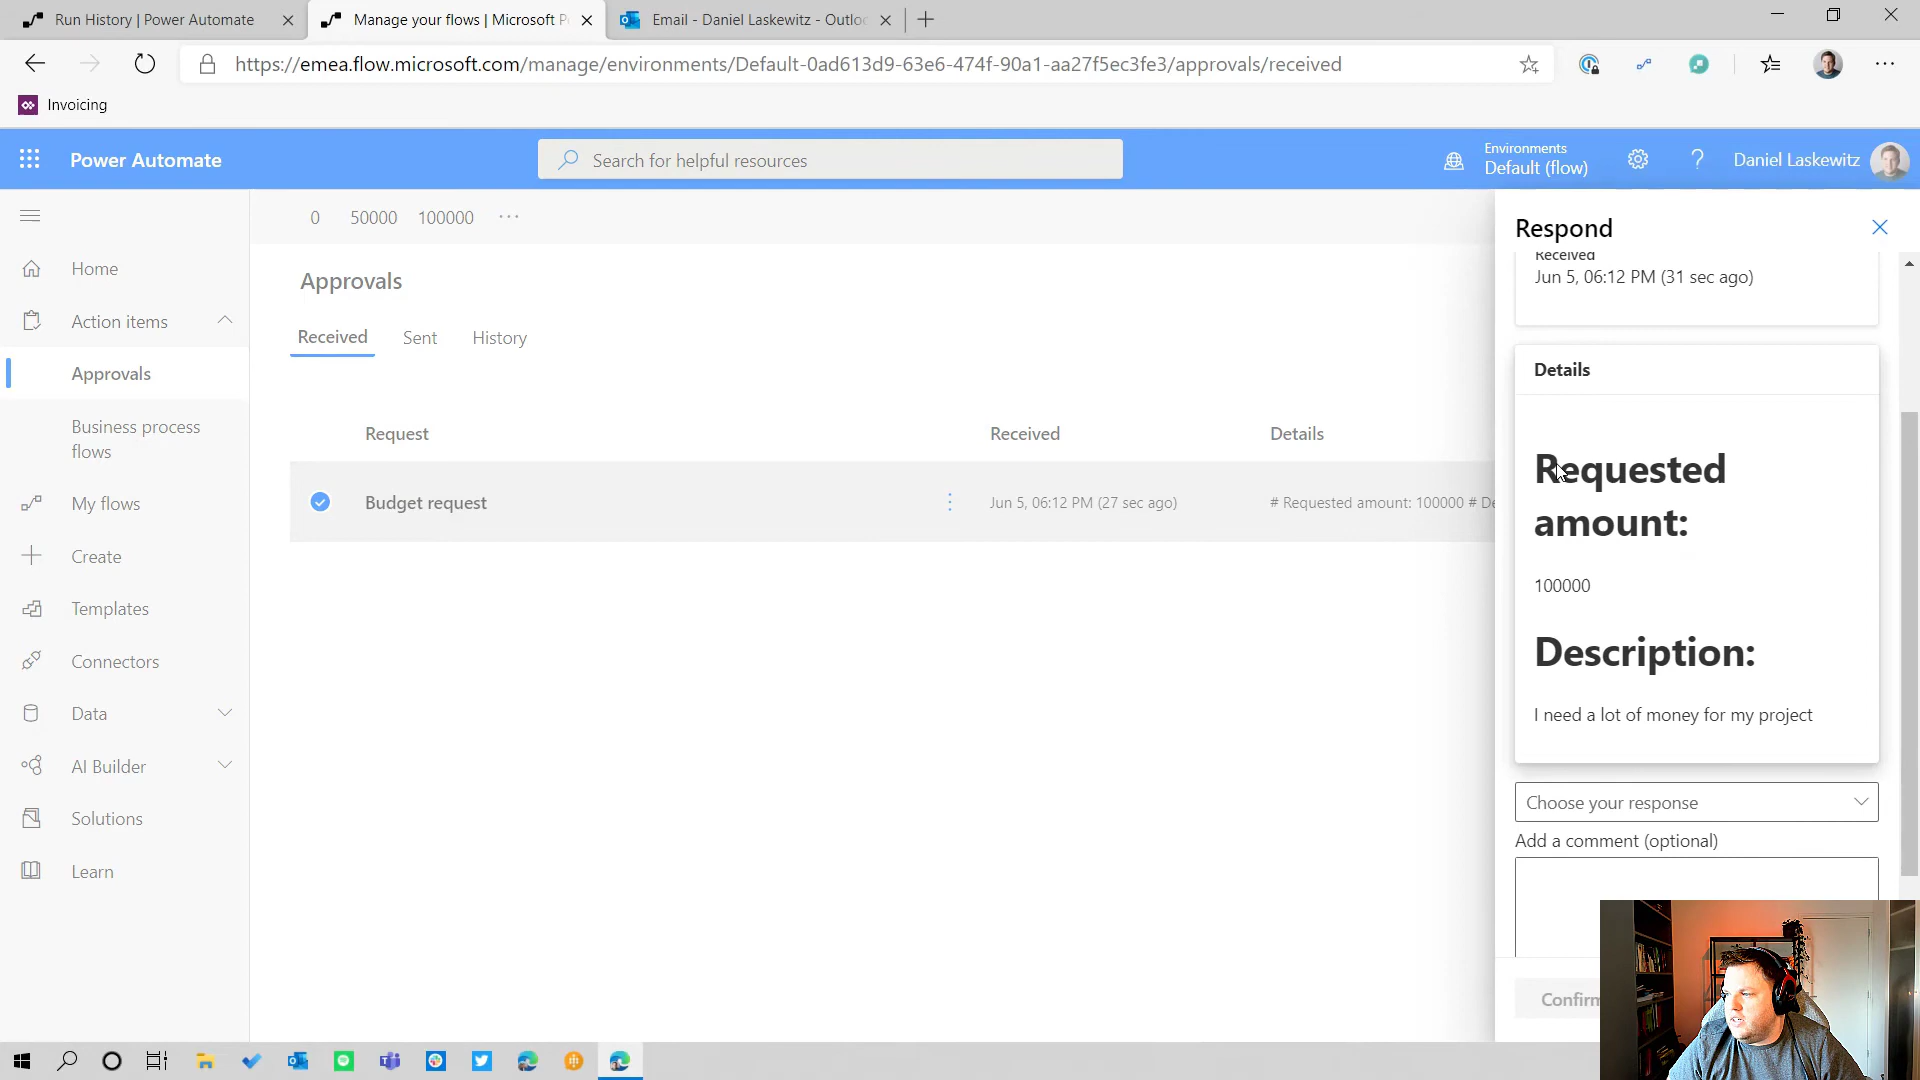 Run History | Power Automate
Manage your flows | Microsoft P
Email - Daniel Laskewitz - Outlo
https://emea.flow.microsoft.com/manage/environments/Default-0ad613d9-63e6-474f-90a1-aa27f5ec3fe3/approvals/received
Invoicing
Power Automate
Search for helpful resources
Environments
Default (flow)
?
Daniel Laskewitz
0 50000 100000 ...
Home
Action items
Approvals
Business process
flows
My flows
Create
Templates
Connectors
Data
AI Builder
Solutions
Learn
Approvals
Received Sent History
Request Received Details
Budget request Jun 5, 06:12 PM (27 sec ago) # Requested amount: 100000 # De
Respond
Received
Jun 5, 06:12 PM (31 sec ago)
Details
Requested
amount:
100000
Description:
I need a lot of money for my project
Choose your response
Add a comment (optional)
Confirm